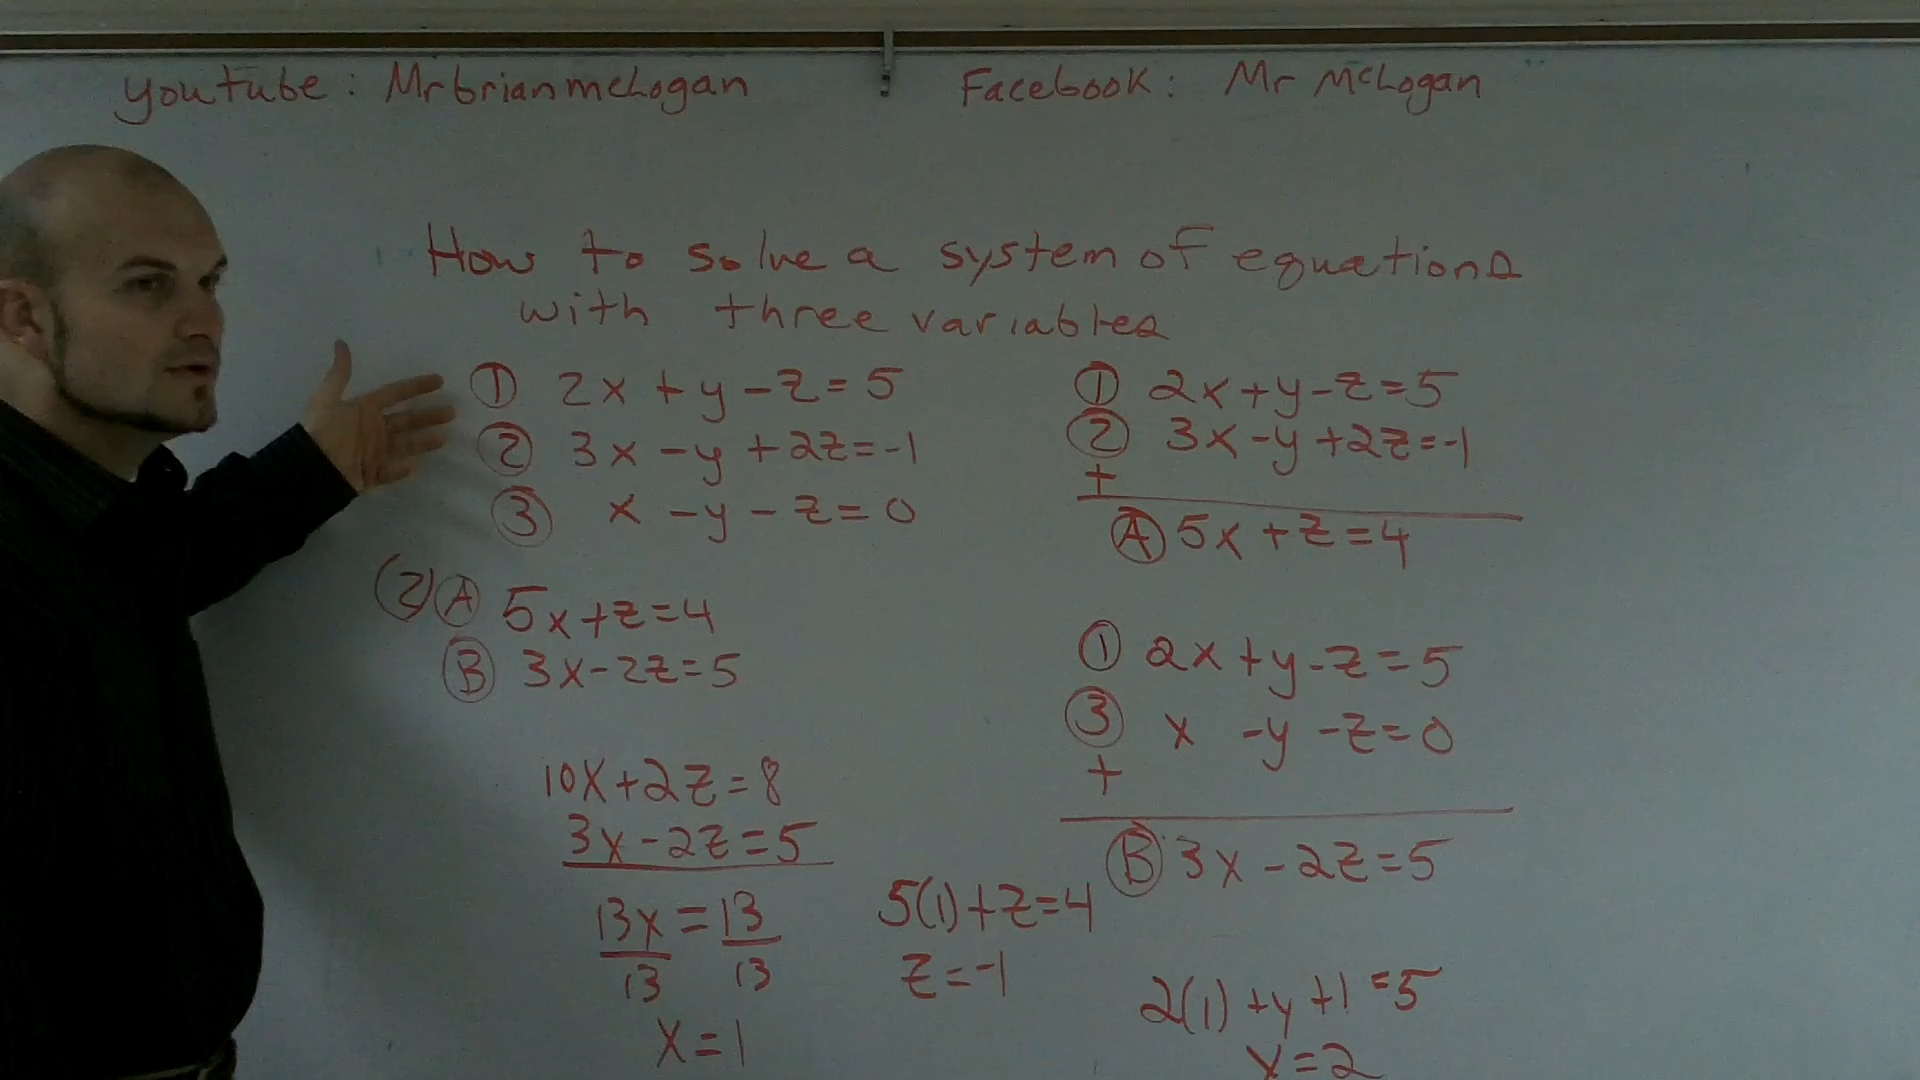 youtube: Mrbrianmclogan Facebook: Mr McLogan
How to solve a system of equations
with three variables
① 2x + y - z = 5
② 3x - y + 2z = -1
③ x - y - z = 0
(2) Ⓐ 5x + z = 4
Ⓑ 3x - 2z = 5
10x + 2z = 8
3x - 2z = 5
13x = 13
13 13
x = 1
5(1) + z = 4
z = -1
① 2x + y - z = 5
② 3x - y + 2z = -1
+
Ⓐ 5x + z = 4
① 2x + y - z = 5
③ x - y - z = 0
+
Ⓑ 3x - 2z = 5
2(1) + y + 1 = 5
y = 2